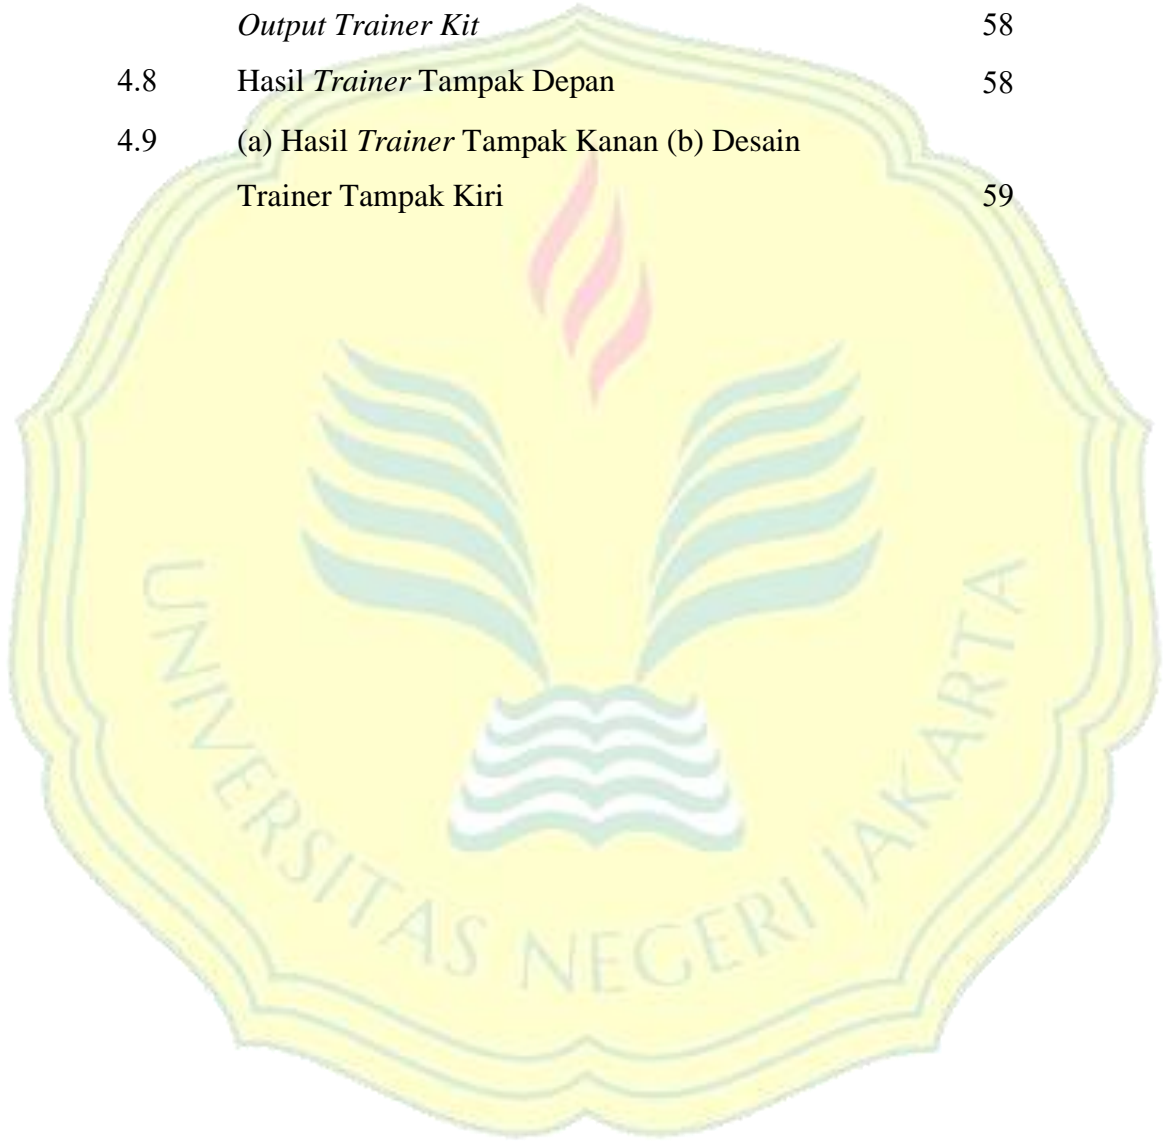 Output Trainer Kit 58
4.8 Hasil Trainer Tampak Depan 58
4.9 (a) Hasil Trainer Tampak Kanan (b) Desain
Trainer Tampak Kiri 59
UNIVERSITAS NEGERI JAKARTA